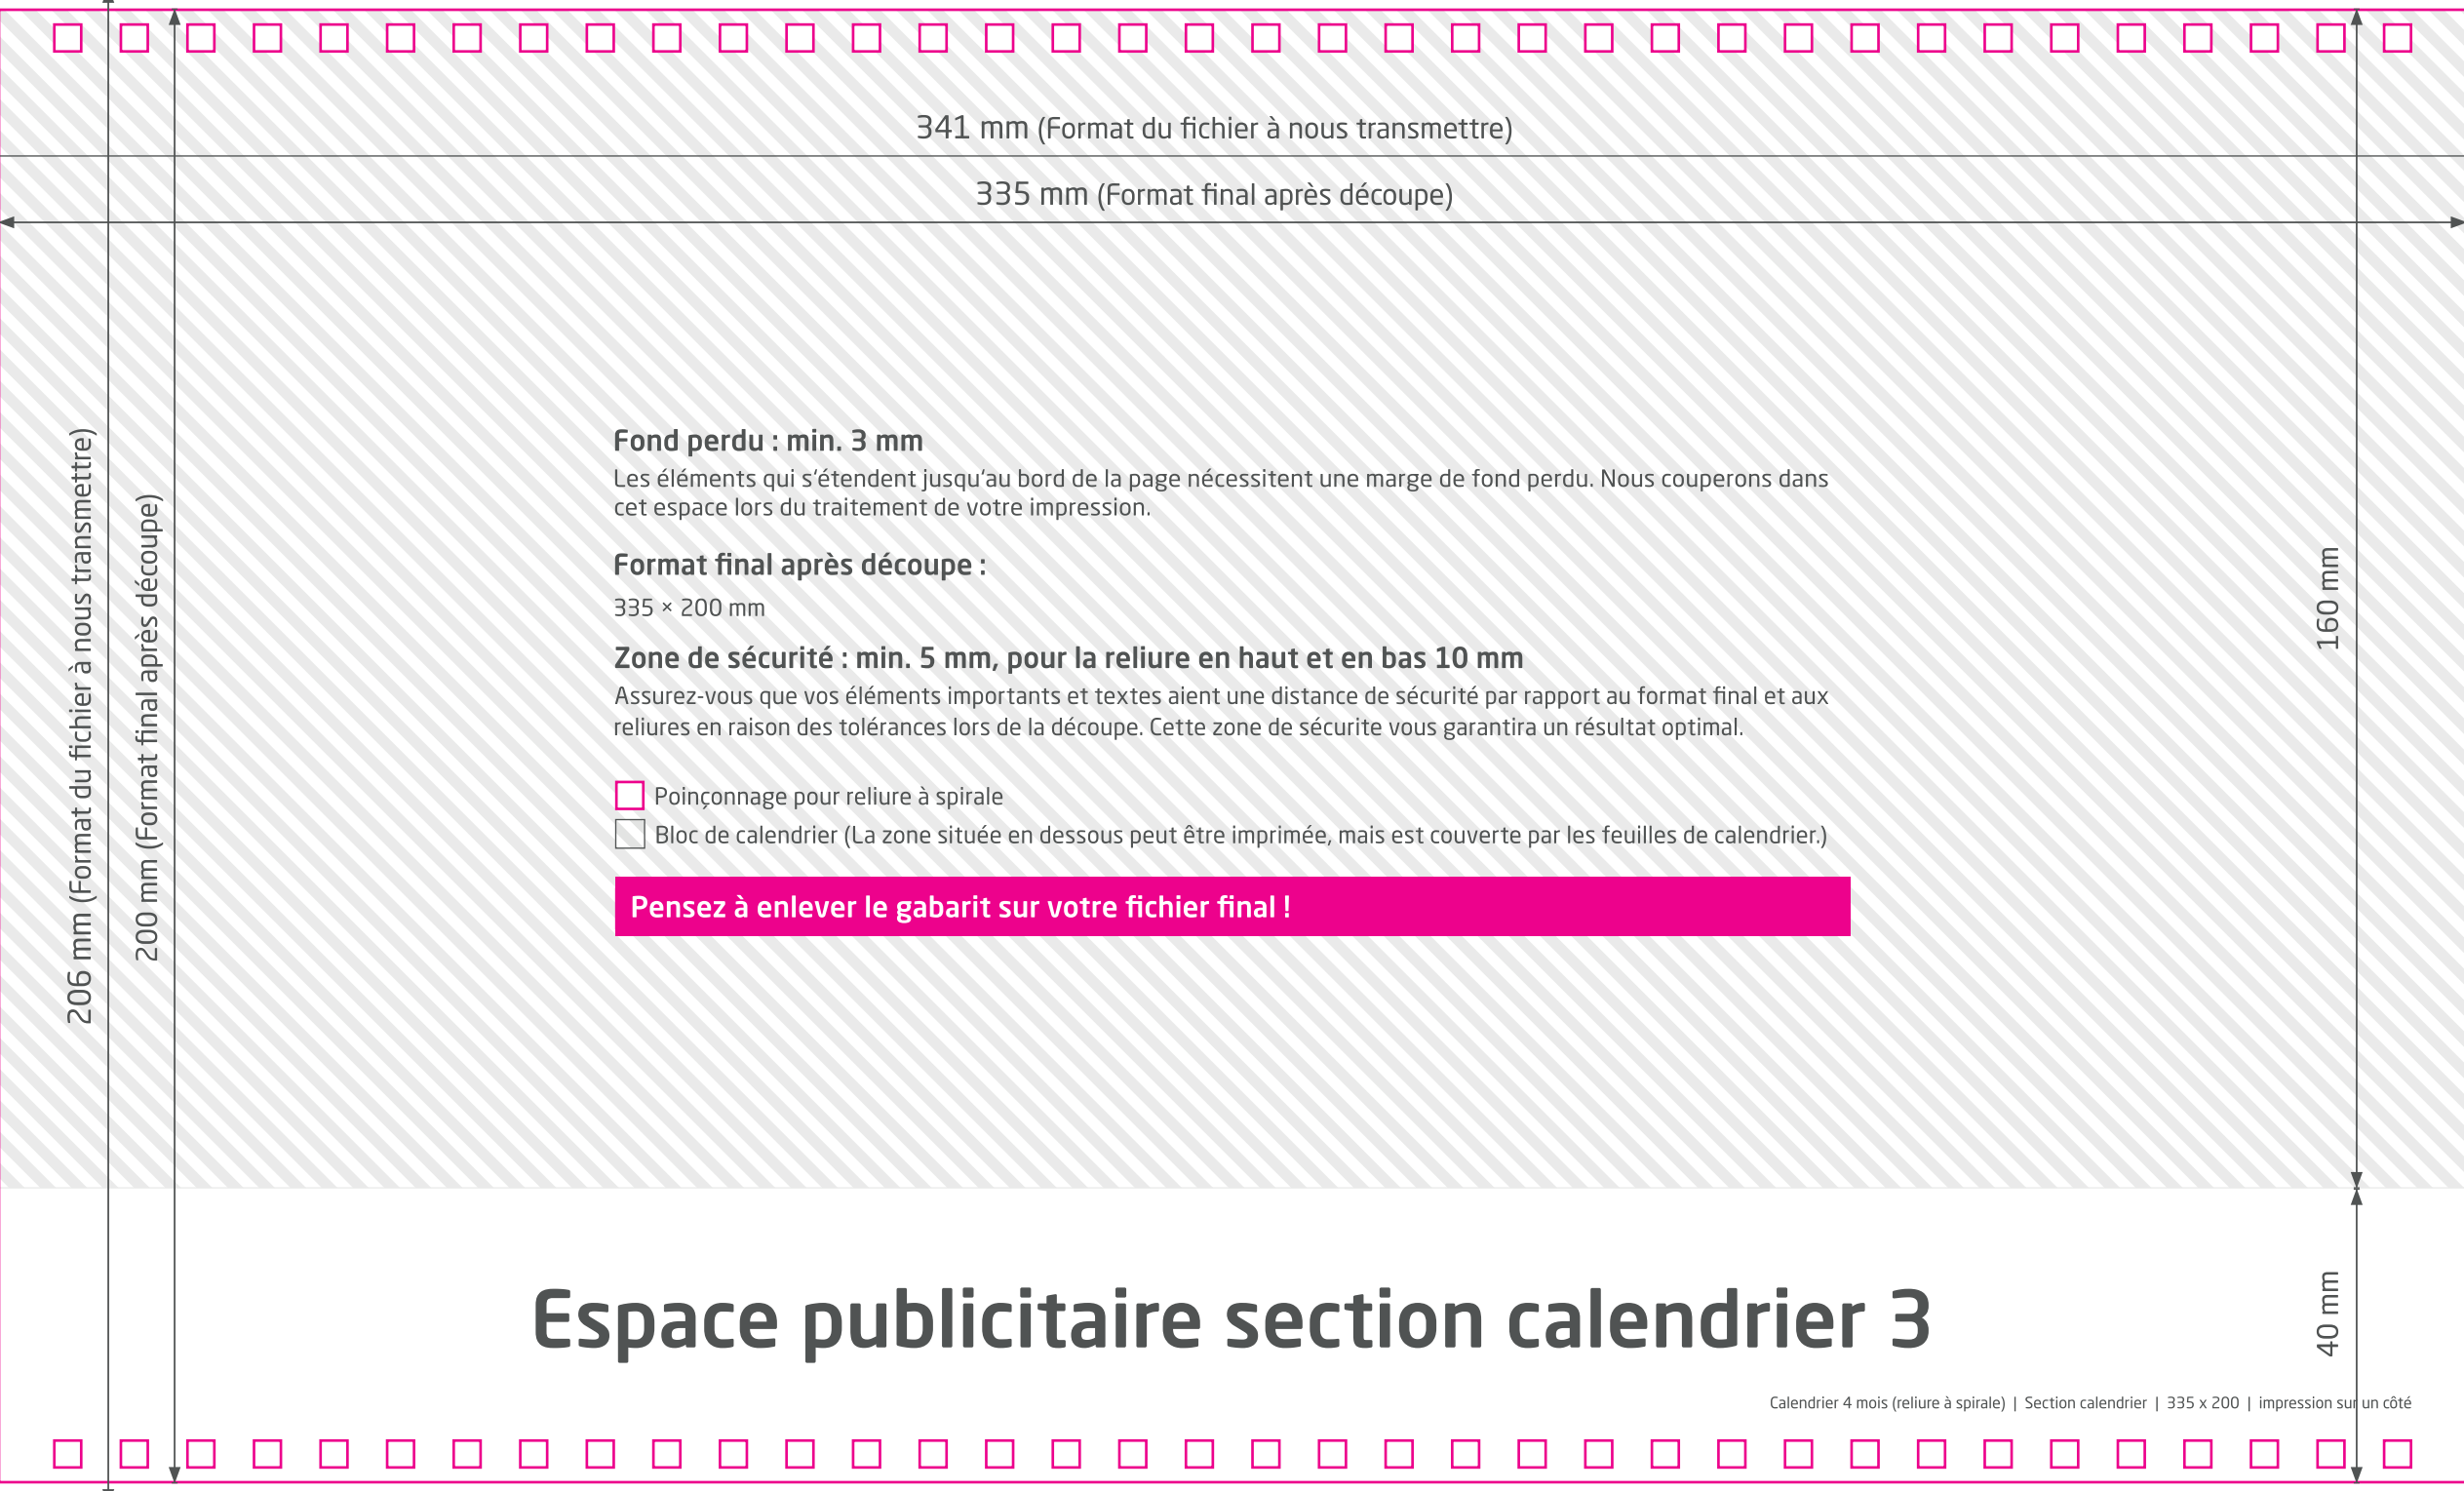 341 mm (Format du fichier à nous transmettre)
335 mm (Format final après découpe)
206 mm (Format du fichier à nous transmettre)
200 mm (Format final après découpe)
Fond perdu : min. 3 mm
Les éléments qui s'étendent jusqu'au bord de la page nécessitent une marge de fond perdu. Nous couperons dans
cet espace lors du traitement de votre impression.
Format final après découpe :
335 × 200 mm
Zone de sécurité : min. 5 mm, pour la reliure en haut et en bas 10 mm
Assurez-vous que vos éléments importants et textes aient une distance de sécurité par rapport au format final et aux
reliures en raison des tolérances lors de la découpe. Cette zone de sécurite vous garantira un résultat optimal.
Poinçonnage pour reliure à spirale
Bloc de calendrier (La zone située en dessous peut être imprimée, mais est couverte par les feuilles de calendrier.)
Pensez à enlever le gabarit sur votre fichier final !
160 mm
Espace publicitaire section calendrier 3
40 mm
Calendrier 4 mois (reliure à spirale) | Section calendrier | 335 x 200 | impression sur un côté